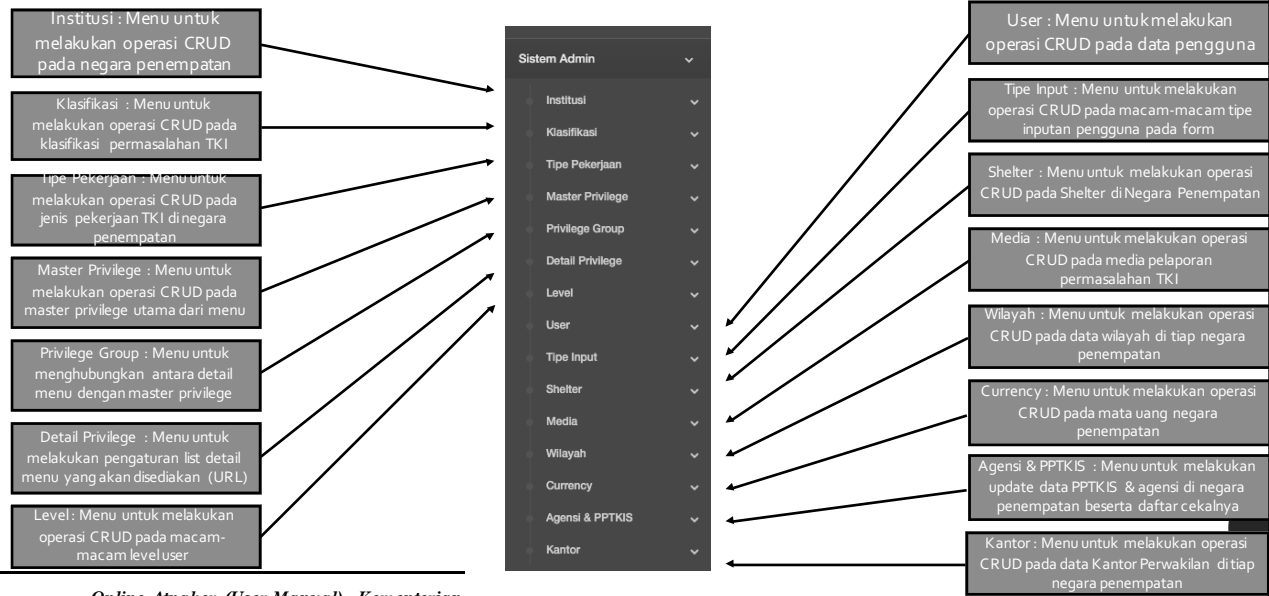 Institusi : Menu untuk
melakukan operasi CRUD
pada negara penempatan
Klasifikasi : Menu untuk
melakukan operasi CRUD pada
klasifikasi permasalahan TKI
Tipe Pekerjaan : Menu untuk
melakukan operasi CRUD pada
jenis pekerjaan TKI di negara
penempatan
Master Privilege : Menu untuk
melakukan operasi CRUD pada
master privilege utama dari menu
Privilege Group : Menu untuk
menghubungkan antara detail
menu dengan master privilege
Detail Privilege : Menu untuk
melakukan pengaturan list detail
menu yang akan disediakan (URL)
Level : Menu untuk melakukan
operasi CRUD pada macam-
macam level user
Sistem Admin
Institusi
Klasifikasi
Tipe Pekerjaan
Master Privilege
Privilege Group
Detail Privilege
Level
User
Tipe Input
Shelter
Media
Wilayah
Currency
Agensi & PPTKIS
Kantor
User : Menu untuk melakukan
operasi CRUD pada data pengguna
Tipe Input : Menu untuk melakukan
operasi CRUD pada macam-macam tipe
inputan pengguna pada form
Shelter : Menu untuk melakukan operasi
CRUD pada Shelter di Negara Penempatan
Media : Menu untuk melakukan operasi
CRUD pada media pelaporan
permasalahan TKI
Wilayah : Menu untuk melakukan operasi
CRUD pada data wilayah di tiap negara
penempatan
Currency : Menu untuk melakukan operasi
CRUD pada mata uang negara
penempatan
Agensi & PPTKIS : Menu untuk melakukan
update data PPTKIS & agensi di negara
penempatan beserta daftar cekalnya
Kantor : Menu untuk melakukan operasi
CRUD pada data Kantor Perwakilan di tiap
negara penempatan
Online Atnaker (User Manual) - Kementerian